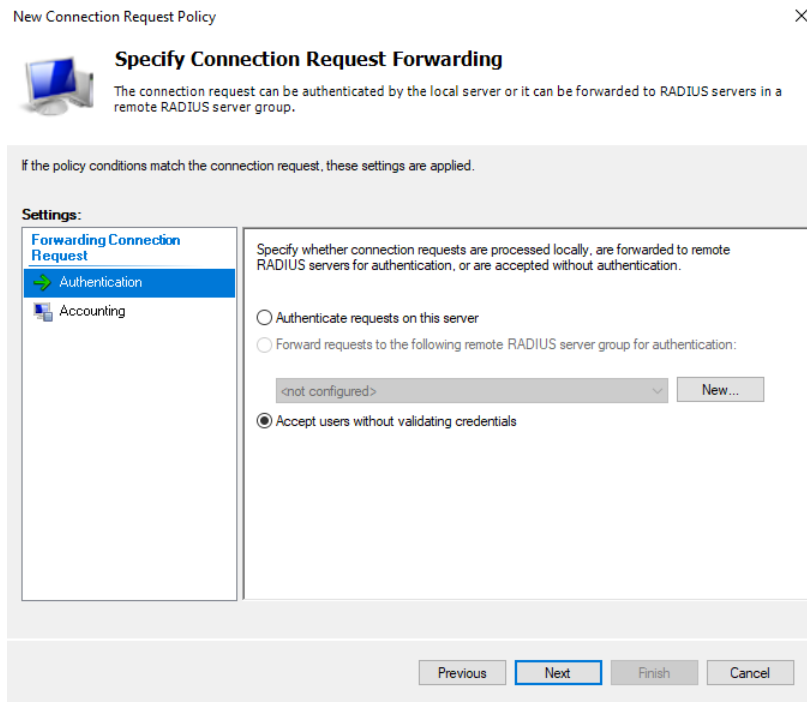 New Connection Request Policy
Specify Connection Request Forwarding
The connection request can be authenticated by the local server or it can be forwarded to RADIUS servers in a
remote RADIUS server group.
If the policy conditions match the connection request, these settings are applied.
Settings:
Forwarding Connection
Request
Authentication
Accounting
Specify whether connection requests are processed locally, are forwarded to remote
RADIUS servers for authentication, or are accepted without authentication.
Authenticate requests on this server
Forward requests to the following remote RADIUS server group for authentication:
<not configured>
New...
Accept users without validating credentials
Previous
Next
Finish
Cancel